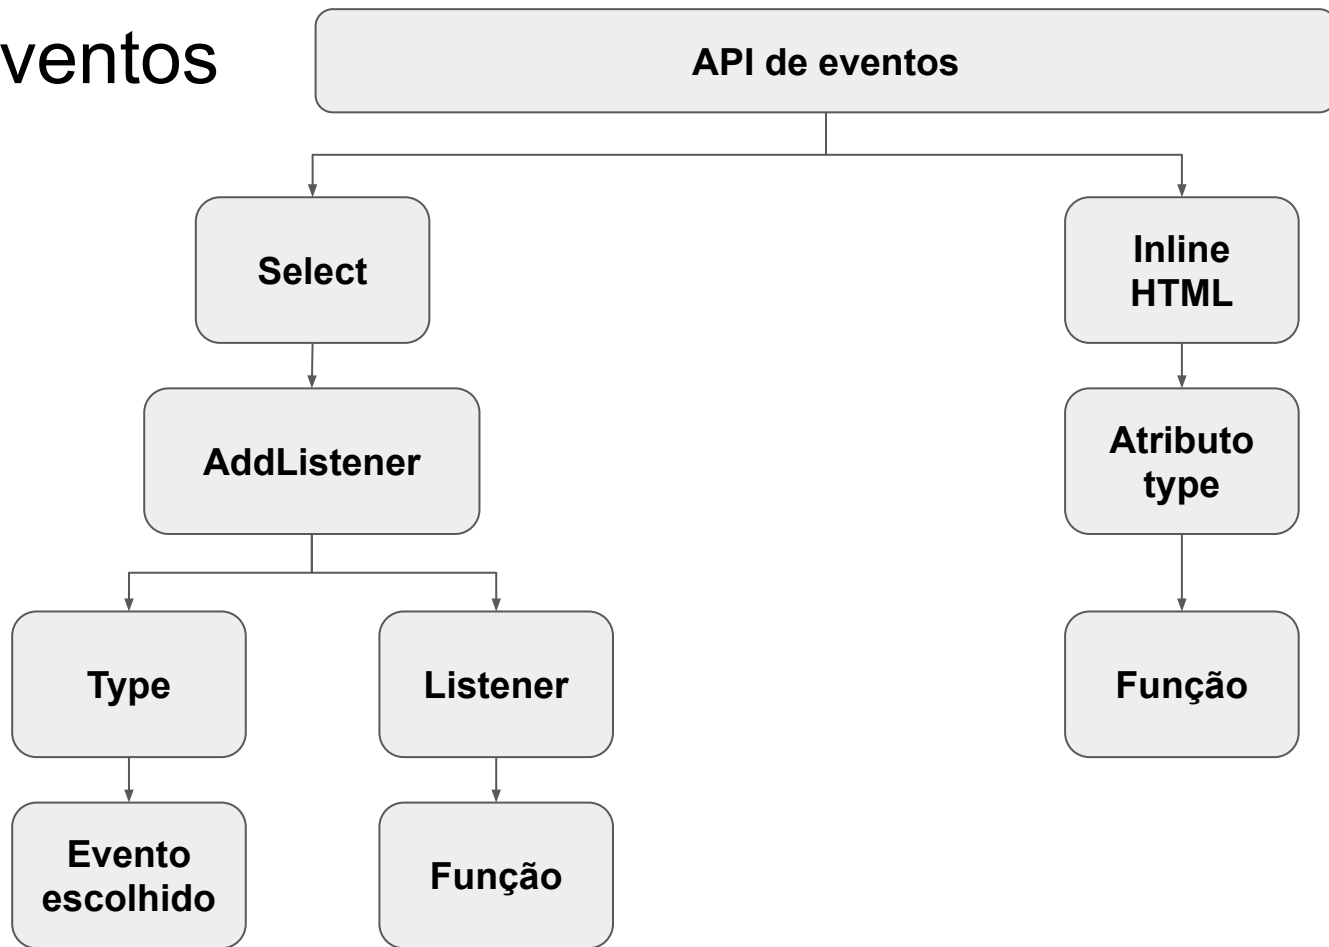 ventos
API de eventos
Select
Inline
HTML
AddListener
Atributo
type
Type
Listener
Função
Evento
escolhido
Função